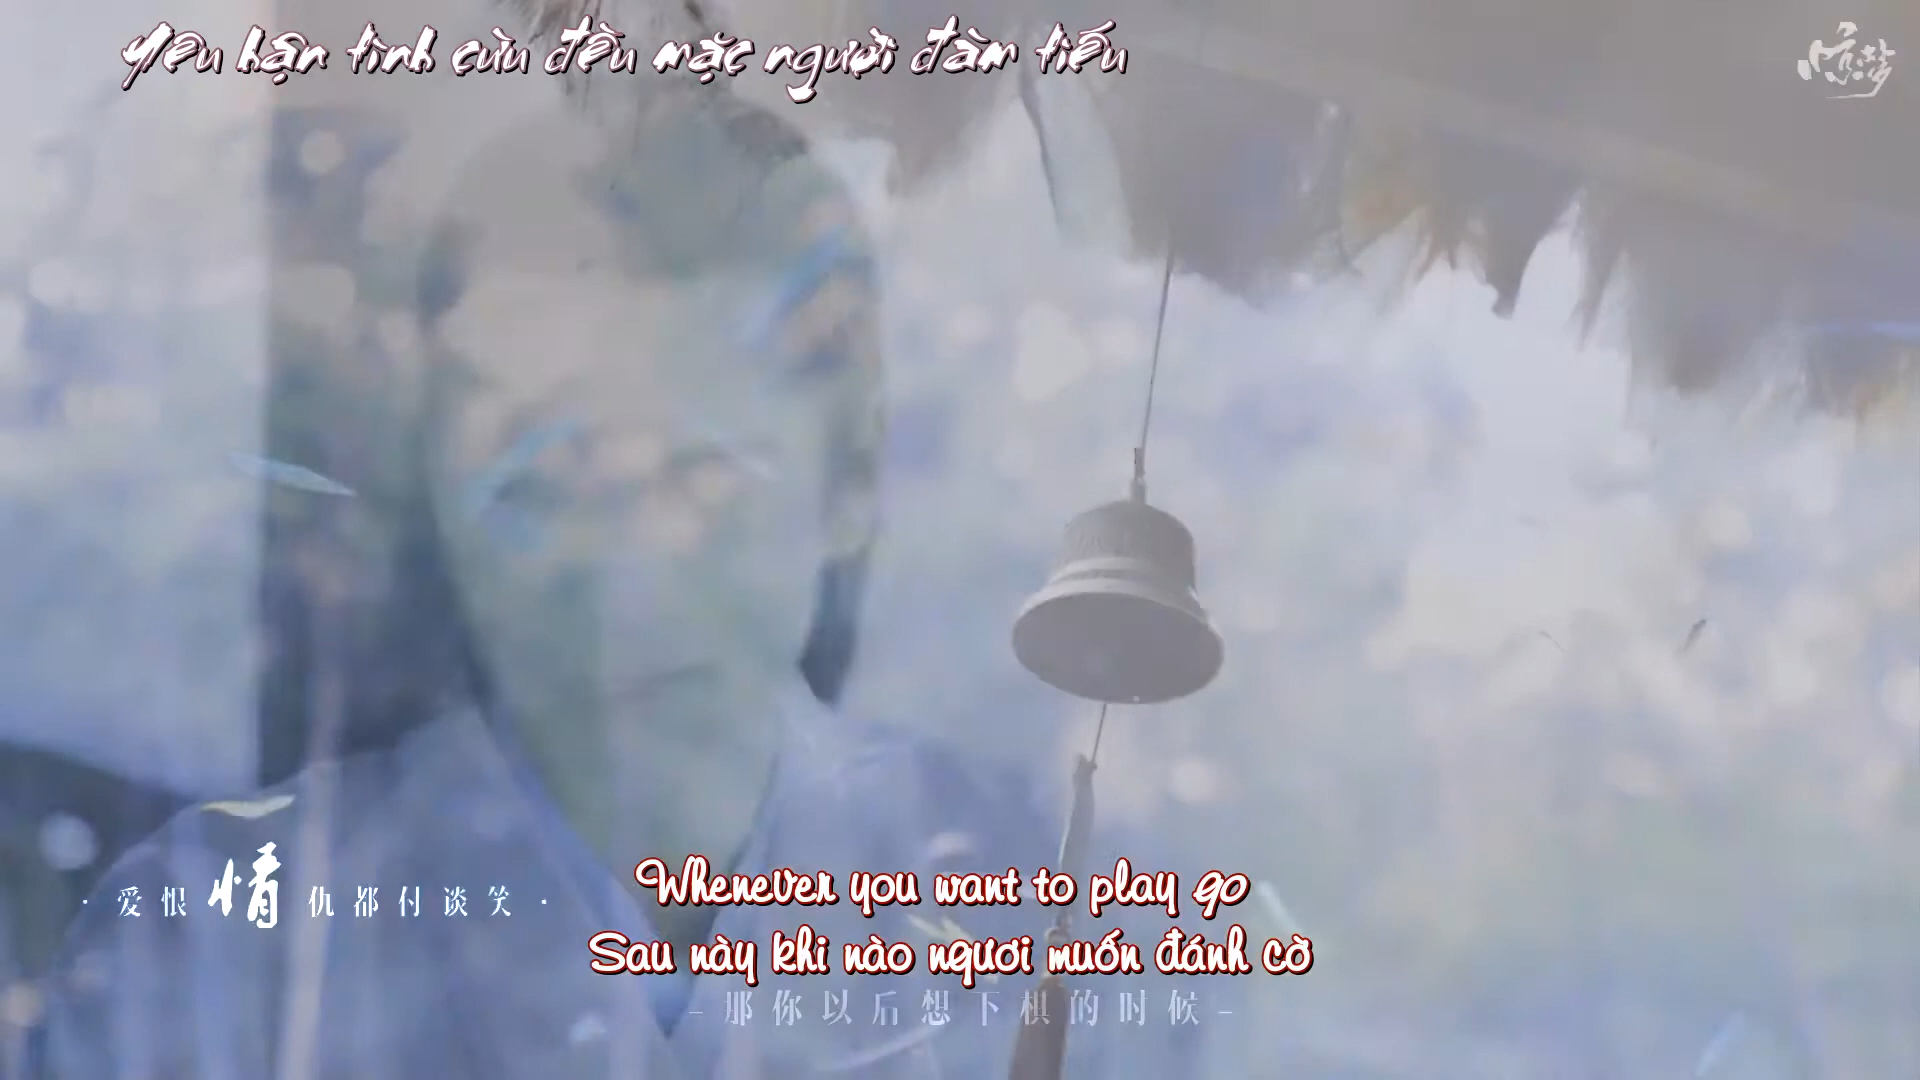 Yêu hận tình cừu đều mặc người đàm tiếu
惊梦
· 爱恨情仇都付谈笑 ·
Whenever you want to play go
Sau này khi nào ngươi muốn đánh cờ
- 那你以后想下棋的时候 -